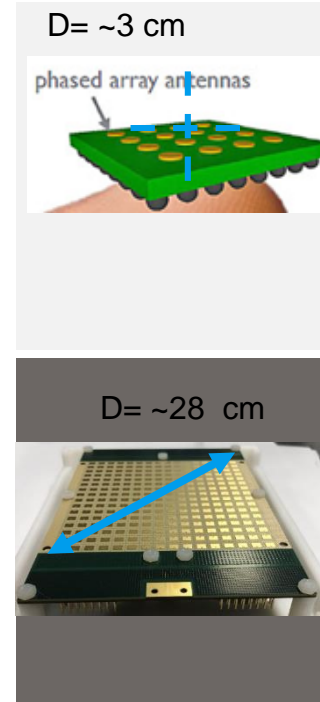 D= ~3 cm
phased array antennas
D= ~28 cm